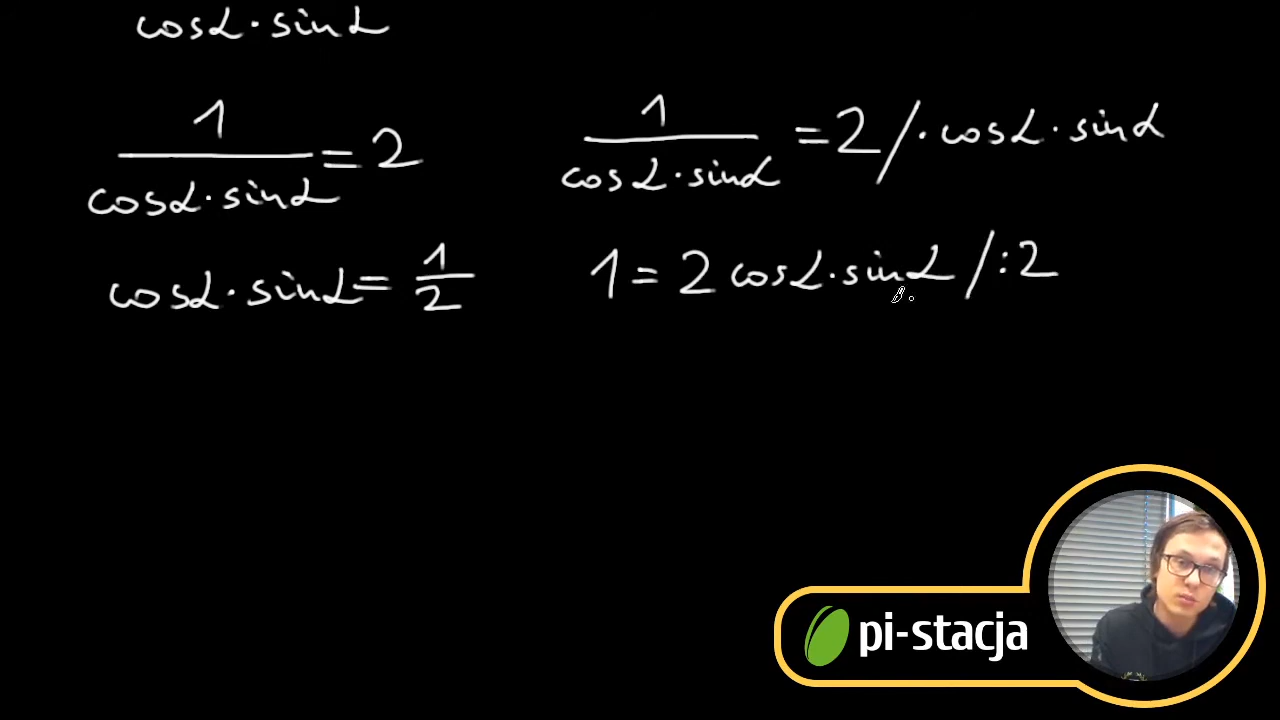 cosα · sinα
1/(cosα · sinα) = 2
cosα · sinα = 1/2
1/(cosα · sinα) = 2 / · cosα · sinα
1 = 2 cosα · sinα / : 2
pi-stacja